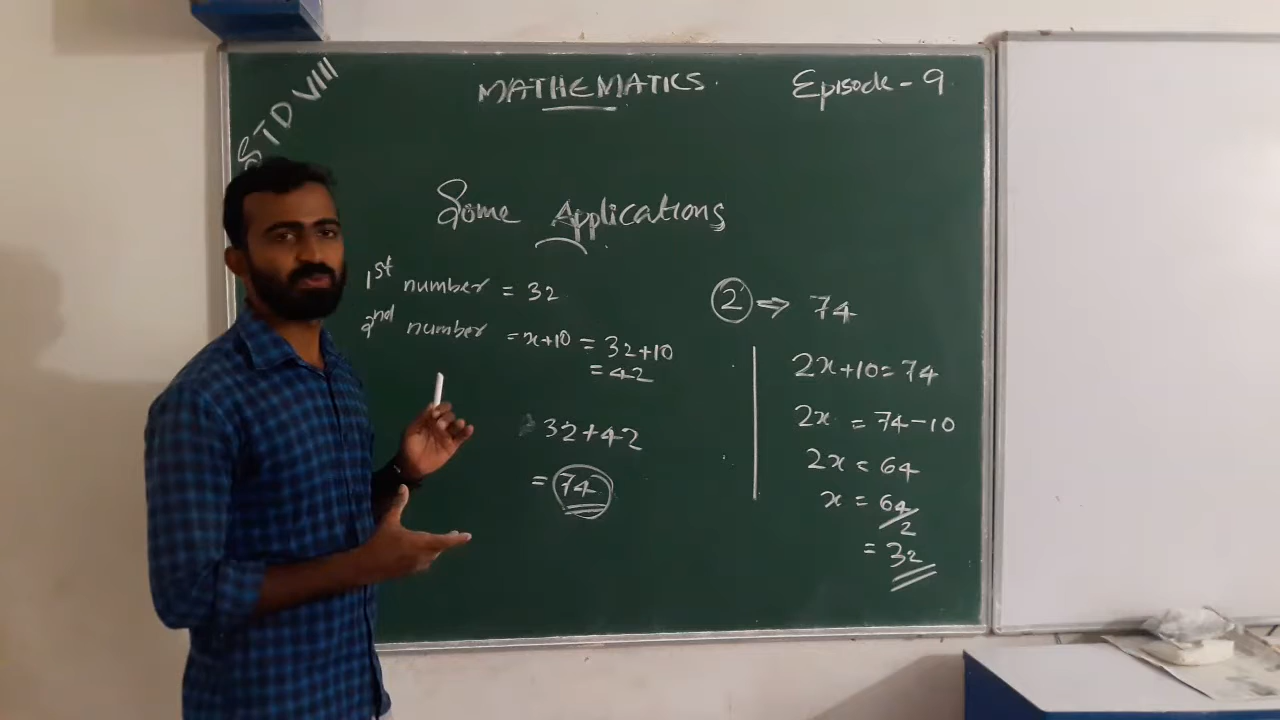 STD VIII
MATHEMATICS.
Episode - 9
Some Applications
1st number = 32
2nd number = x+10 = 32+10
= 42
32+42
= 74
2 ⇒ 74
2x+10=74
2x = 74-10
2x = 64
x = 64/2
= 32